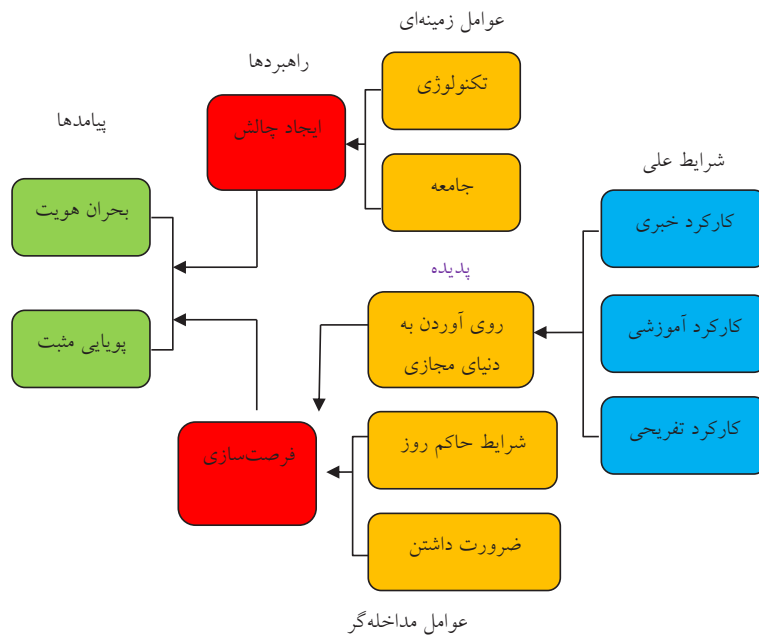 عوامل زمینه‌ای
راهبردها
تکنولوژی
پیامدها
ایجاد چالش
شرایط علی
جامعه
بحران هویت
کارکرد خبری
پدیده
روی آوردن به
دنیای مجازی
کارکرد آموزشی
پویایی مثبت
کارکرد تفریحی
شرایط حاکم روز
فرصت‌سازی
ضرورت داشتن
عوامل مداخله‌گر